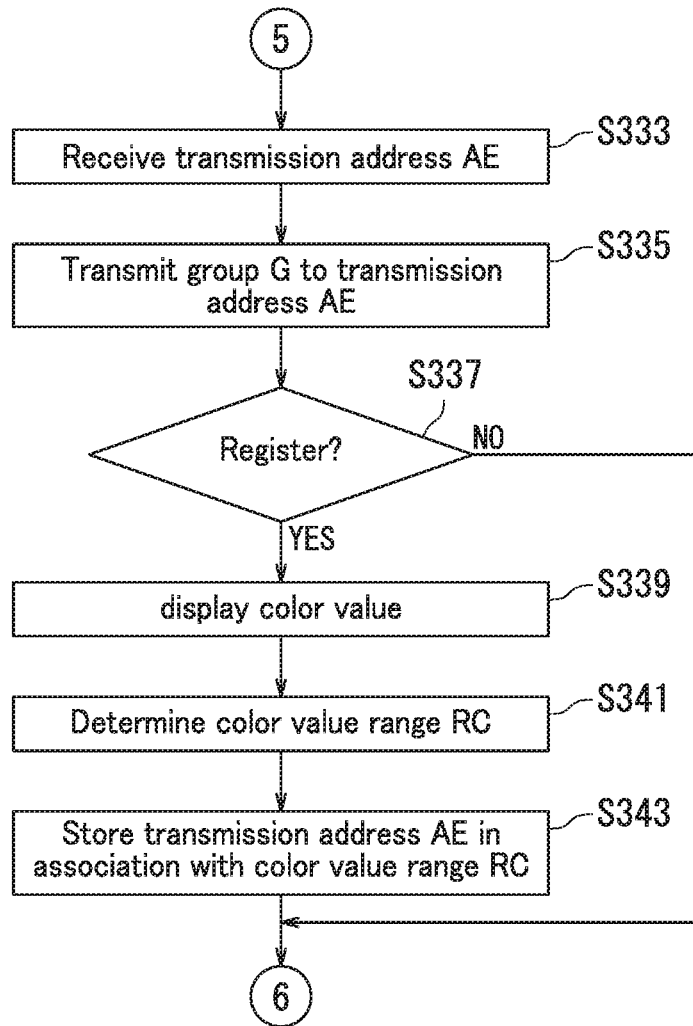 5
Receive transmission address AE
S333
Transmit group G to transmission
address AE
S335
S337
Register?
NO
YES
display color value
S339
Determine color value range RC
S341
Store transmission address AE in
association with color value range RC
S343
6